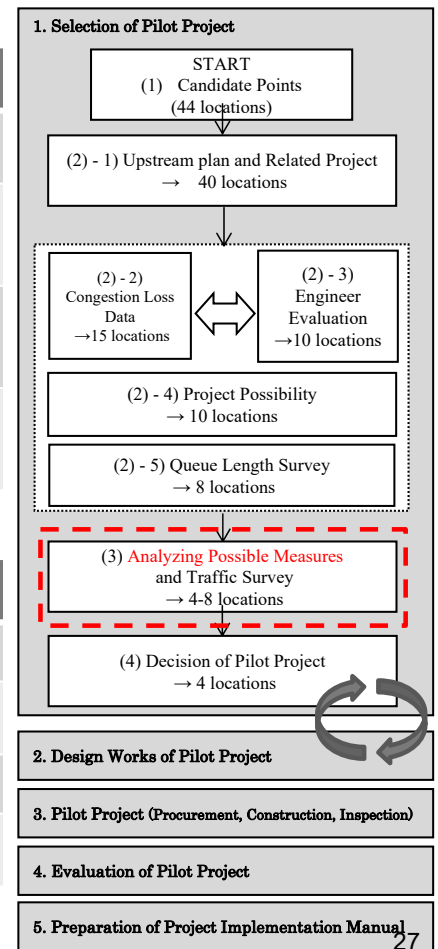 1. Selection of Pilot Project
START
(1) Candidate Points
(44 locations)
(2) - 1) Upstream plan and Related Project
→ 40 locations
(2) - 2)
Congestion Loss
Data
→15 locations
(2) - 3)
Engineer
Evaluation
→10 locations
(2) - 4) Project Possibility
→ 10 locations
(2) - 5) Queue Length Survey
→ 8 locations
(3) Analyzing Possible Measures
and Traffic Survey
→ 4-8 locations
(4) Decision of Pilot Project
→ 4 locations
2. Design Works of Pilot Project
3. Pilot Project (Procurement, Construction, Inspection)
4. Evaluation of Pilot Project
5. Preparation of Project Implementation Manual
27